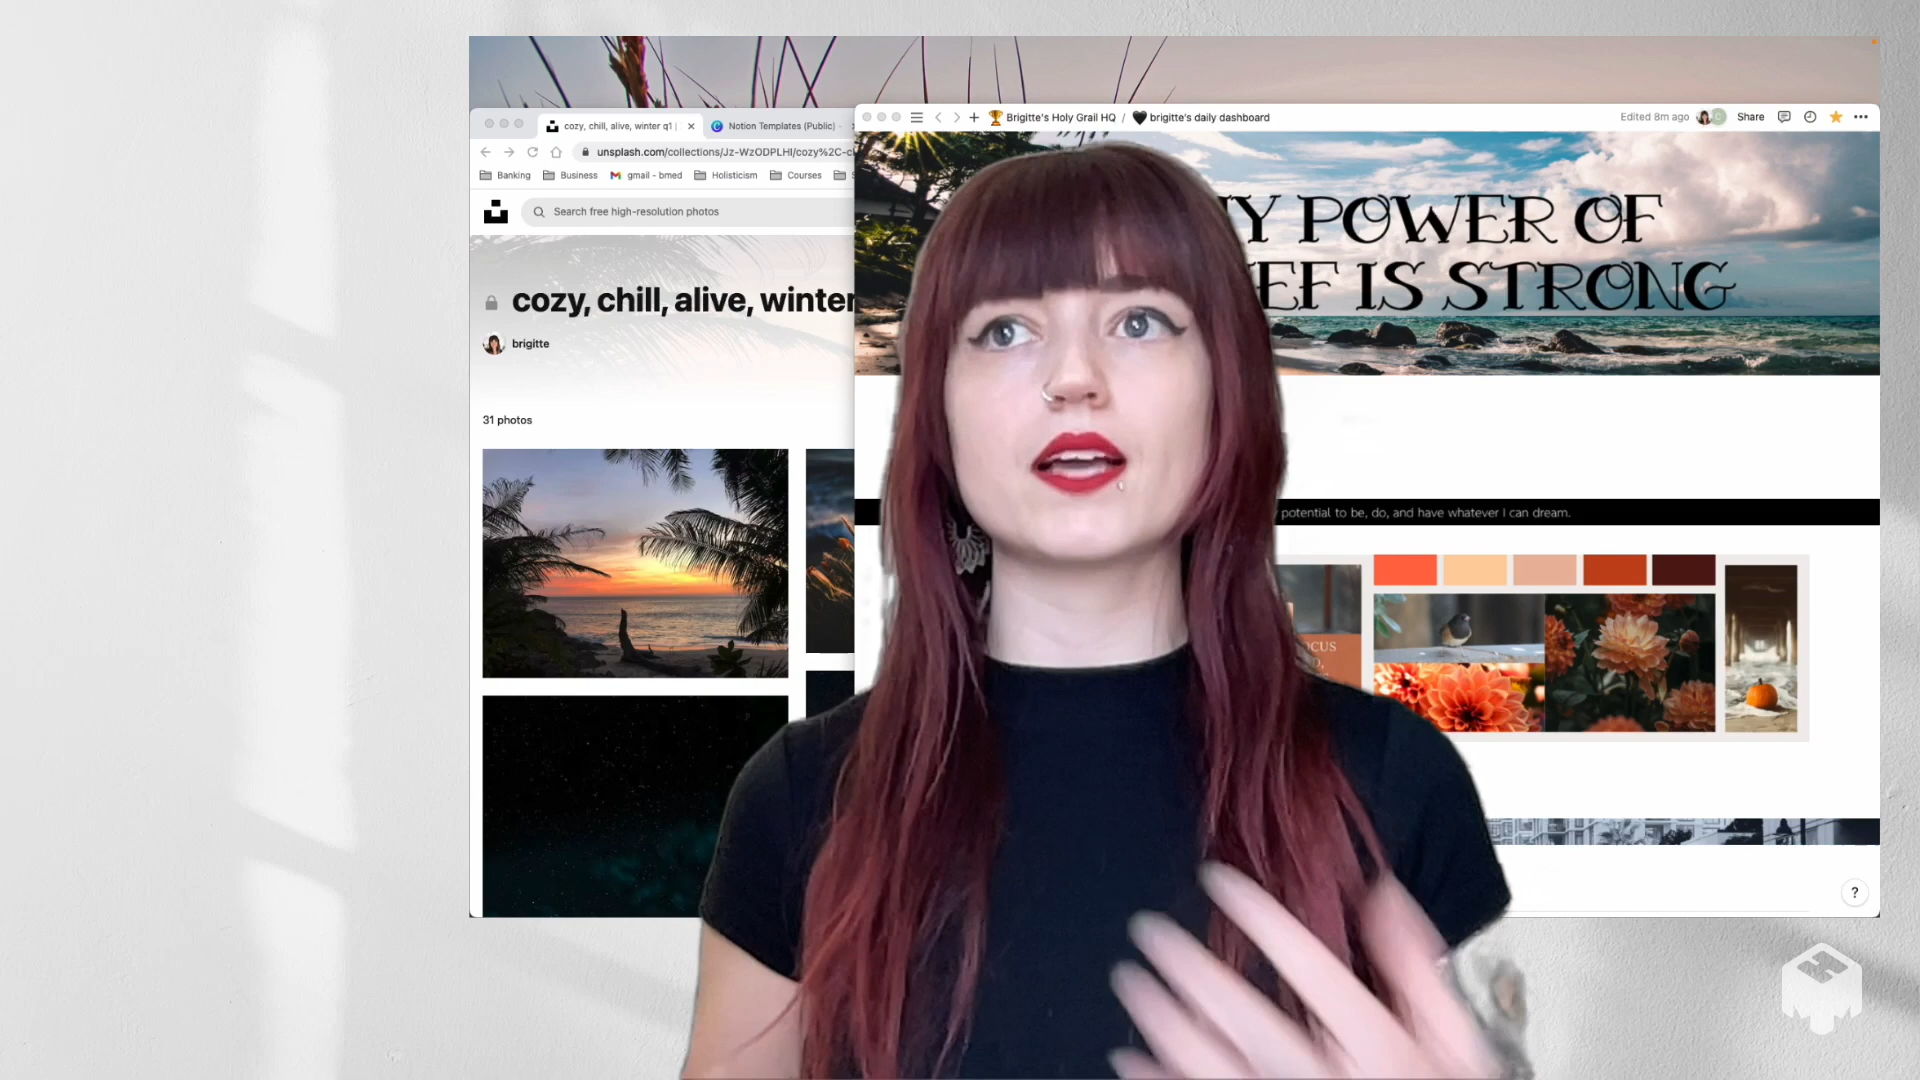 cozy, chill, alive, winter q1 |
Notion Templates (Public) -
unsplash.com/collections/Jz-WzODPLHI/cozy%2C-cl
Banking
Business
gmail - bmed
Holisticism
Courses
Search free high-resolution photos
cozy, chill, alive, winter
brigitte
31 photos
Brigitte's Holy Grail HQ / brigitte's daily dashboard
Edited 8m ago
Share
POWER OF
IS STRONG
potential to be, do, and have whatever I can dream.
?